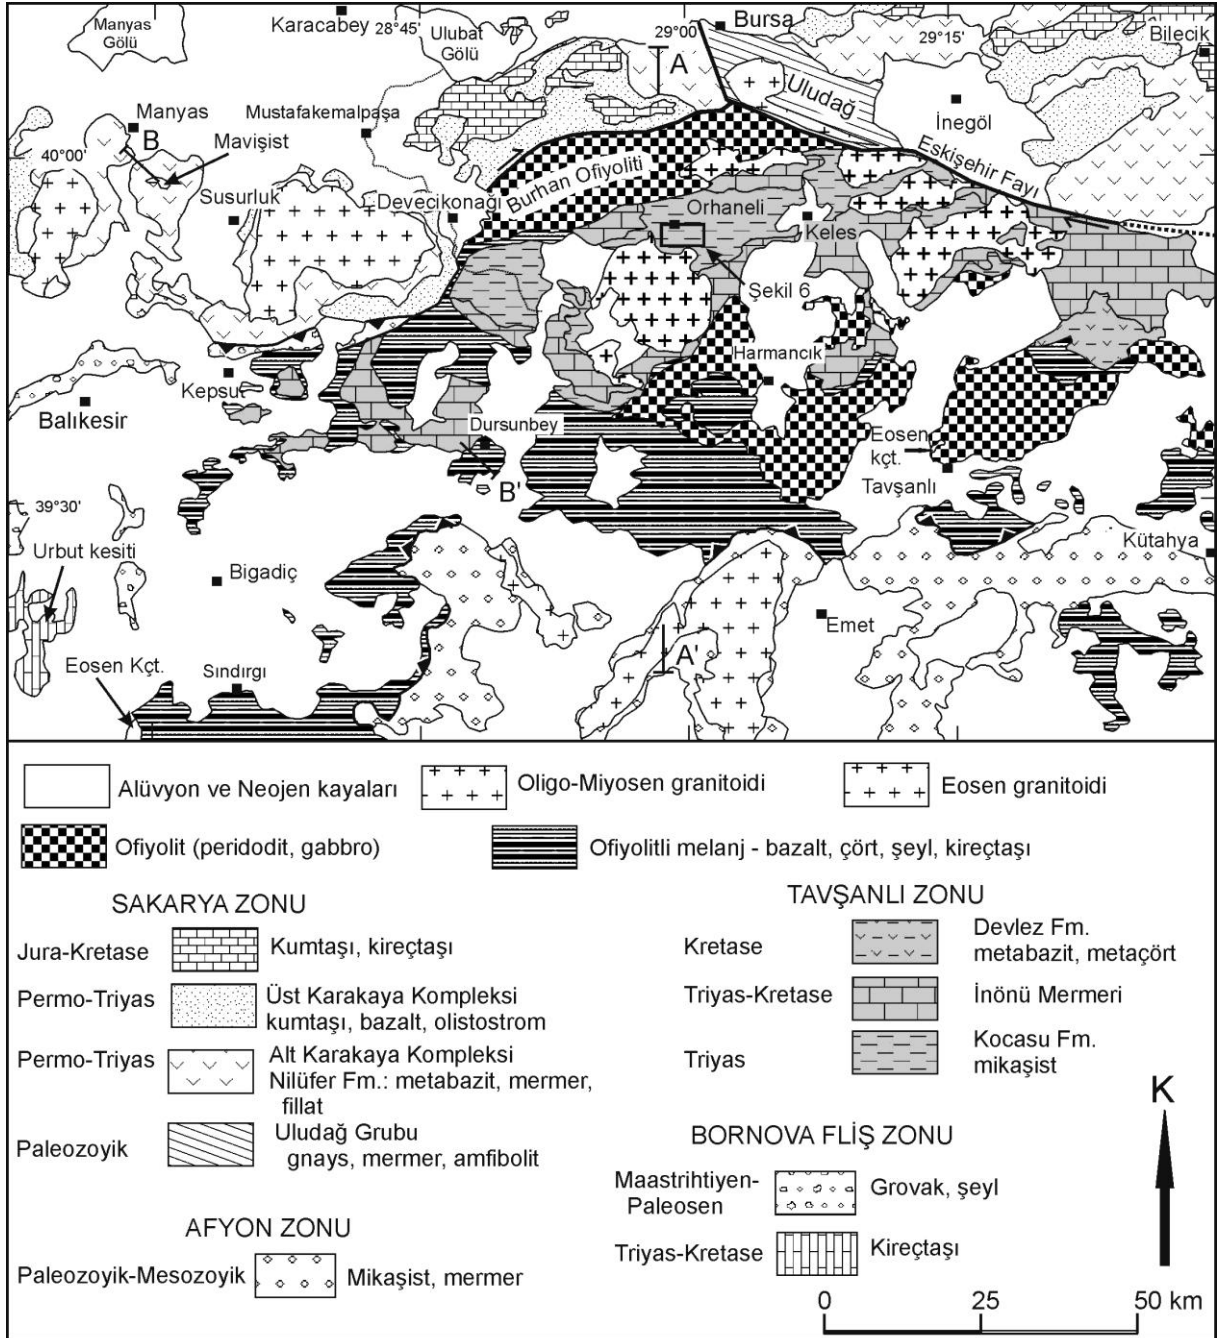 Manyas
Gölü
Karacabey
28°45'
Ulubat
Gölü
29°00'
Bursa
29°15'
Bilecik
A
Uludağ
Manyas
B
Mavişist
Mustafakemalpaşa
İnegöl
40°00'
Burhan Ofiyoliti
Eskişehir Fayı
Susurluk
Devecikonağı
Orhaneli
Keles
Şekil 6
Harmancık
Kepsut
Balıkesir
Dursunbey
Eosen
kçt.
B'
Tavşanlı
39°30'
Urbut kesiti
Kütahya
Bigadiç
Emet
A'
Eosen Kçt.
Sındırgı
Alüvyon ve Neojen kayaları
Oligo-Miyosen granitoidi
Eosen granitoidi
Ofiyolit (peridodit, gabbro)
Ofiyolitli melanj - bazalt, çört, şeyl, kireçtaşı
SAKARYA ZONU
Jura-Kretase
Kumtaşı, kireçtaşı
Permo-Triyas
Üst Karakaya Kompleksi
kumtaşı, bazalt, olistostrom
Permo-Triyas
Alt Karakaya Kompleksi
Nilüfer Fm.: metabazit, mermer,
fillat
Paleozoyik
Uludağ Grubu
gnays, mermer, amfibolit
AFYON ZONU
Paleozoyik-Mesozoyik
Mikaşist, mermer
TAVŞANLI ZONU
Kretase
Devlez Fm.
metabazit, metaçört
Triyas-Kretase
İnönü Mermeri
Triyas
Kocasu Fm.
mikaşist
BORNOVA FLİŞ ZONU
Maastrihtiyen-
Paleosen
Grovak, şeyl
Triyas-Kretase
Kireçtaşı
K
0 25 50 km